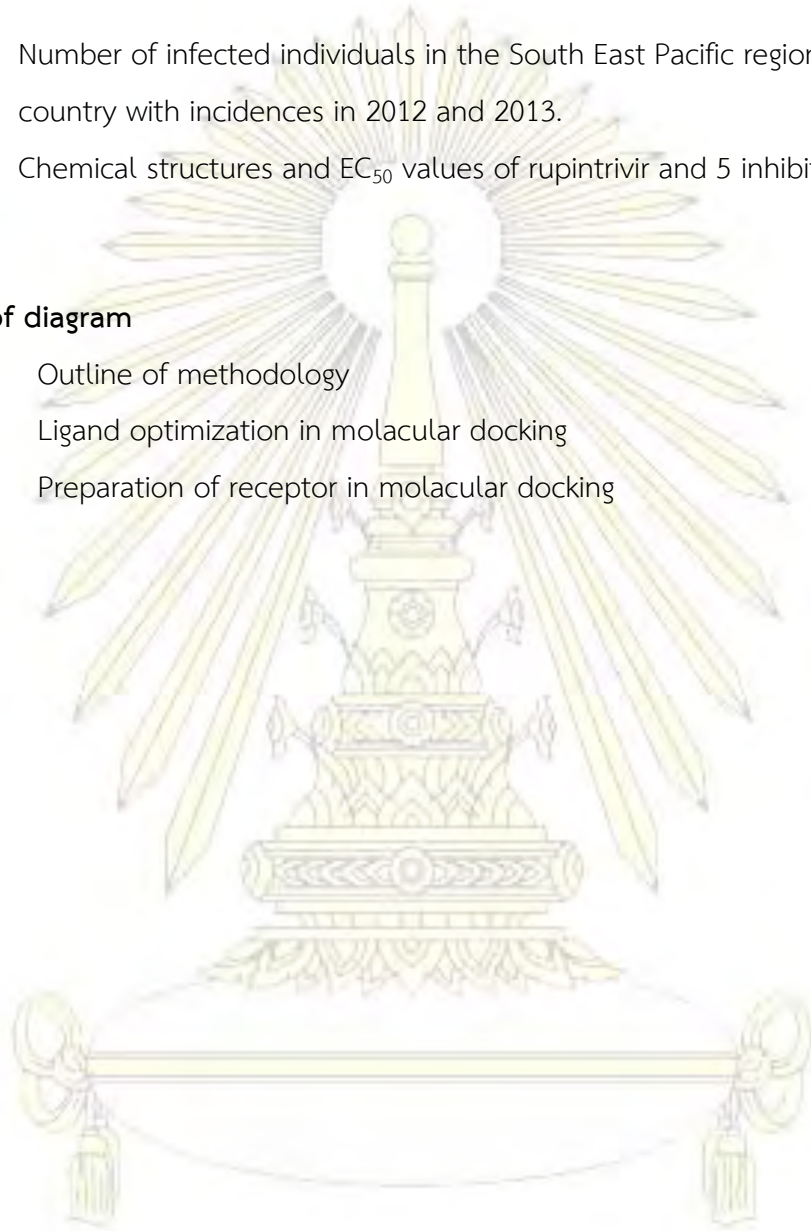 Number of infected individuals in the South East Pacific region
country with incidences in 2012 and 2013.
Chemical structures and EC₅₀ values of rupintrivir and 5 inhibit
of diagram
Outline of methodology
Ligand optimization in molacular docking
Preparation of receptor in molacular docking